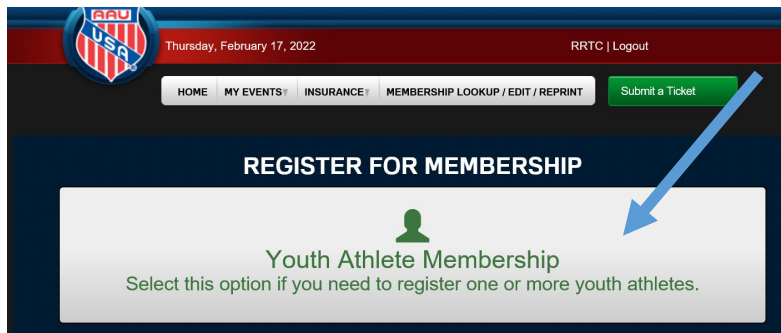 AAU
USA
Thursday, February 17, 2022
RRTC | Logout
HOME MY EVENTS INSURANCE MEMBERSHIP LOOKUP / EDIT / REPRINT Submit a Ticket
REGISTER FOR MEMBERSHIP
Youth Athlete Membership
Select this option if you need to register one or more youth athletes.